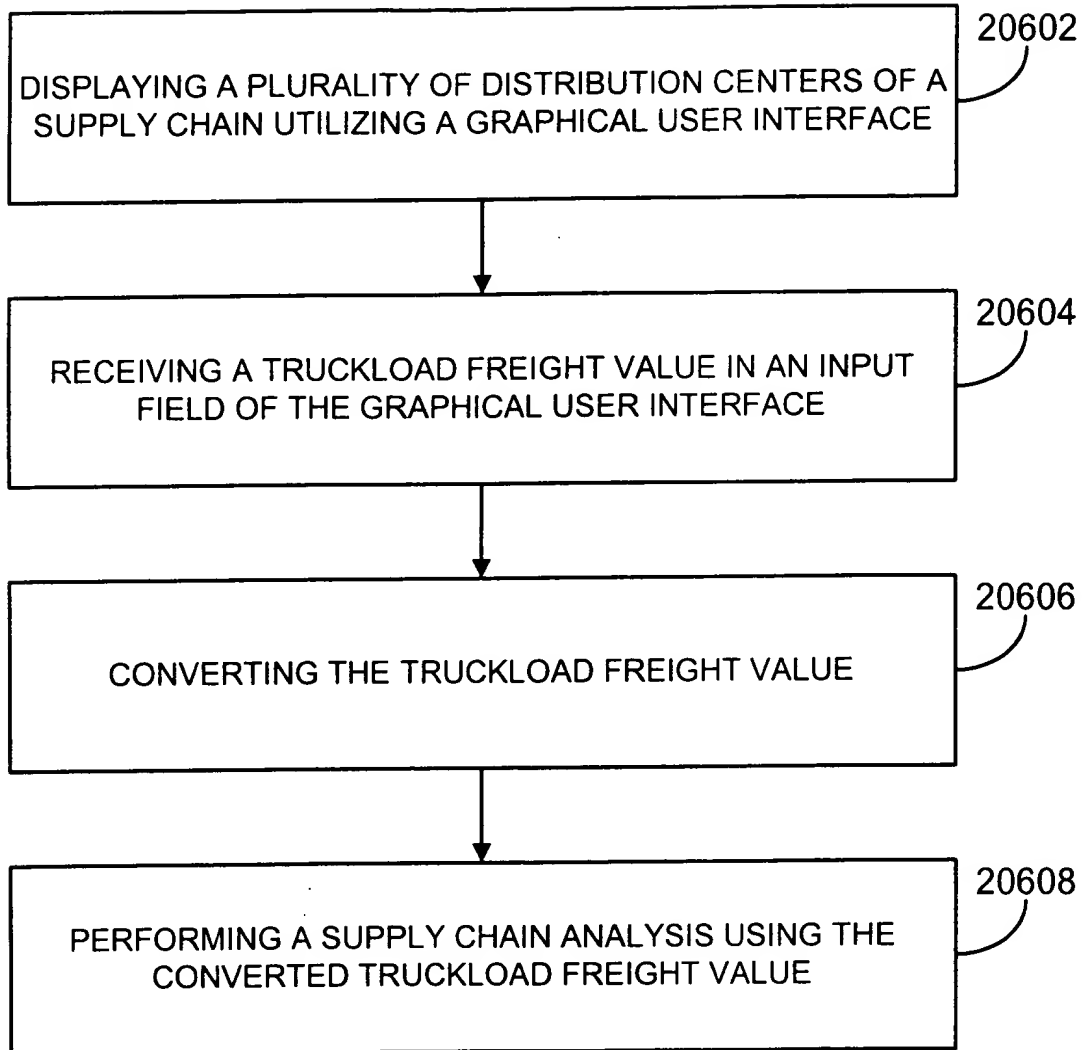 20602
DISPLAYING A PLURALITY OF DISTRIBUTION CENTERS OF A
SUPPLY CHAIN UTILIZING A GRAPHICAL USER INTERFACE
20604
RECEIVING A TRUCKLOAD FREIGHT VALUE IN AN INPUT
FIELD OF THE GRAPHICAL USER INTERFACE
20606
CONVERTING THE TRUCKLOAD FREIGHT VALUE
20608
PERFORMING A SUPPLY CHAIN ANALYSIS USING THE
CONVERTED TRUCKLOAD FREIGHT VALUE